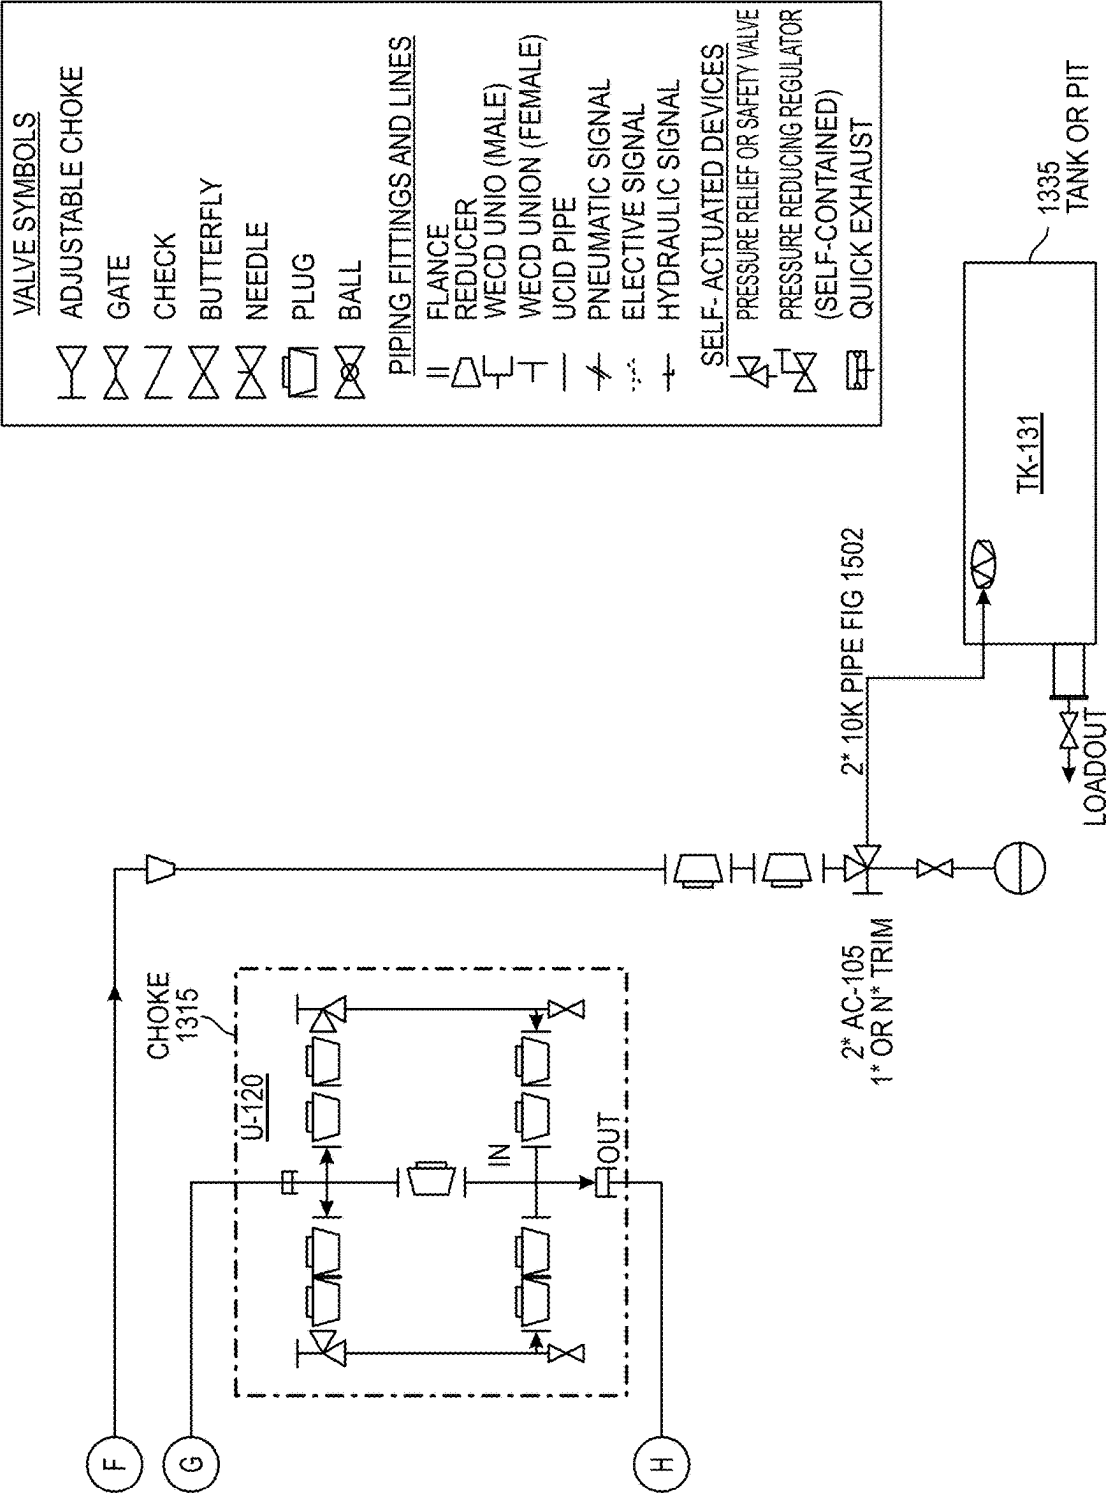 VALVE SYMBOLS
ADJUSTABLE CHOKE
GATE
CHECK
BUTTERFLY
NEEDLE
PLUG
BALL
PIPING FITTINGS AND LINES
FLANCE
REDUCER
WECD UNIO (MALE)
WECD UNION (FEMALE)
UCID PIPE
PNEUMATIC SIGNAL
ELECTIVE SIGNAL
HYDRAULIC SIGNAL
SELF- ACTUATED DEVICES
PRESSURE RELIEF OR SAFETY VALVE
PRESSURE REDUCING REGULATOR
(SELF-CONTAINED)
QUICK EXHAUST
F
G
H
CHOKE
1315
U-120
IN
OUT
2* AC-105
1* OR N* TRIM
2* 10K PIPE FIG 1502
LOADOUT
TK-131
1335
TANK OR PIT